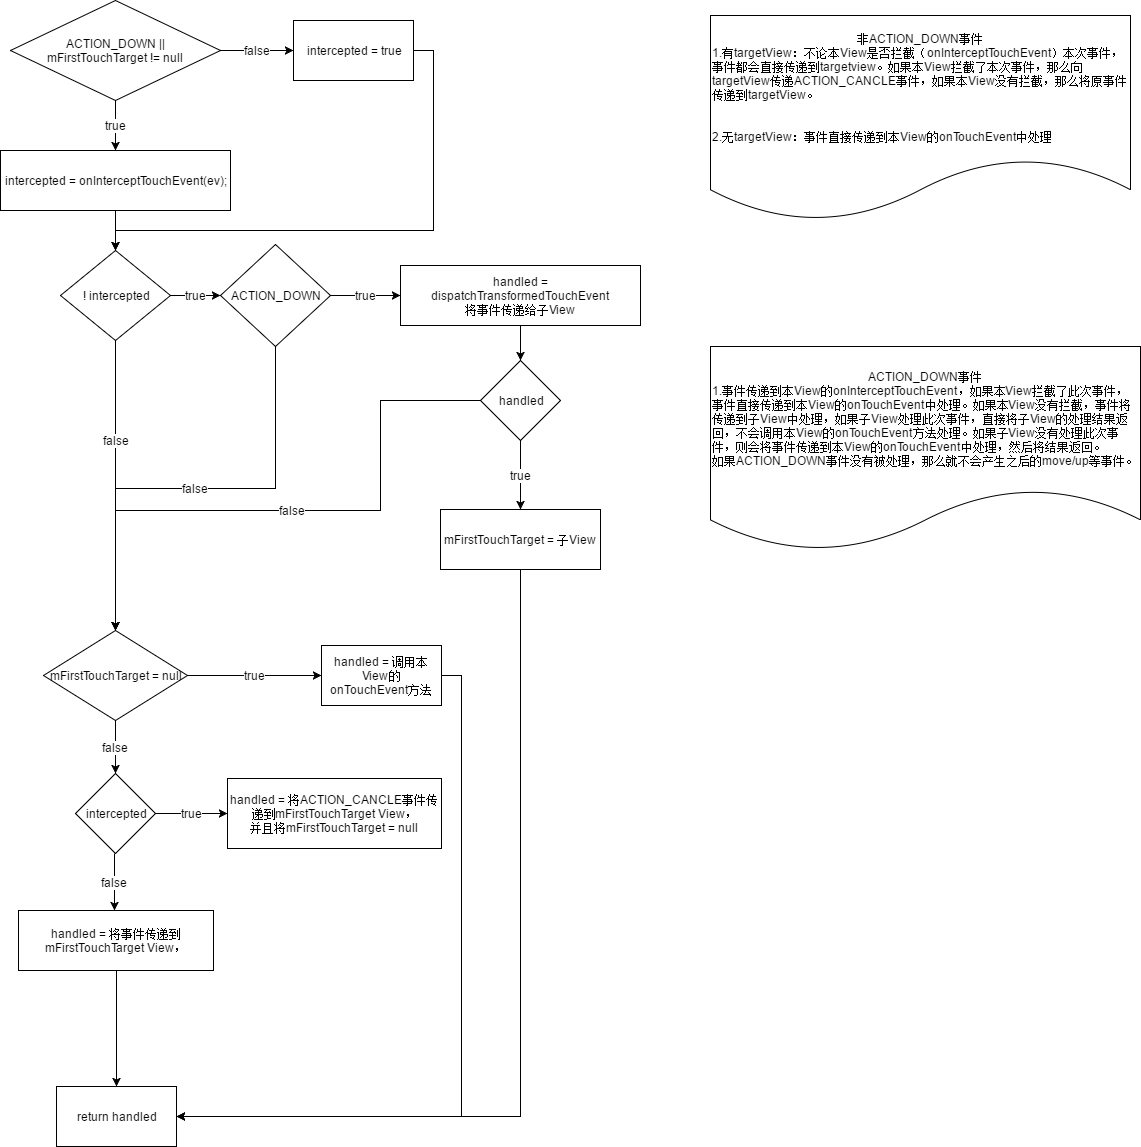 ACTION_DOWN ||
mFirstTouchTarget != null
false
intercepted = true
true
intercepted = onInterceptTouchEvent(ev);
! intercepted
true
ACTION_DOWN
true
handled =
dispatchTransformedTouchEvent
将事件传递给子View
handled
false
false
false
true
mFirstTouchTarget = 子View
mFirstTouchTarget = null
true
handled = 调用本
View的
onTouchEvent方法
false
intercepted
true
handled = 将ACTION_CANCLE事件传
递到mFirstTouchTarget View，
并且将mFirstTouchTarget = null
false
handled = 将事件传递到
mFirstTouchTarget View，
return handled
非ACTION_DOWN事件
1.有targetView：不论本View是否拦截（onInterceptTouchEvent）本次事件，
事件都会直接传递到targetview。如果本View拦截了本次事件，那么向
targetView传递ACTION_CANCLE事件，如果本View没有拦截，那么将原事件
传递到targetView。
2.无targetView：事件直接传递到本View的onTouchEvent中处理
ACTION_DOWN事件
1.事件传递到本View的onInterceptTouchEvent，如果本View拦截了此次事件，
事件直接传递到本View的onTouchEvent中处理。如果本View没有拦截，事件将
传递到子View中处理，如果子View处理此次事件，直接将子View的处理结果返
回，不会调用本View的onTouchEvent方法处理。如果子View没有处理此次事
件，则会将事件传递到本View的onTouchEvent中处理，然后将结果返回。
如果ACTION_DOWN事件没有被处理，那么就不会产生之后的move/up等事件。